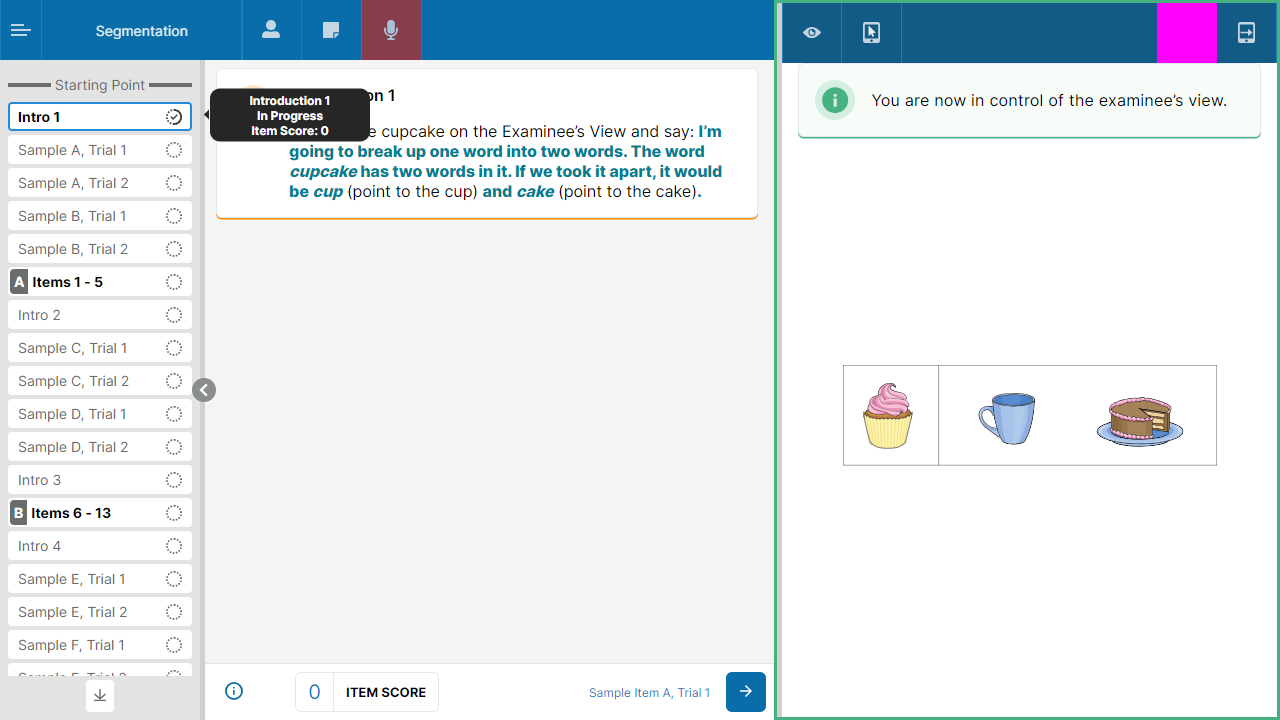 Segmentation
Starting Point
Intro 1
Sample A, Trial 1
Sample A, Trial 2
Sample B, Trial 1
Sample B, Trial 2
A Items 1 - 5
Intro 2
Sample C, Trial 1
Sample C, Trial 2
Sample D, Trial 1
Sample D, Trial 2
Intro 3
B Items 6 - 13
Intro 4
Sample E, Trial 1
Sample E, Trial 2
Sample F, Trial 1
Introduction 1
In Progress
Item Score: 0
on 1
cupcake on the Examinee’s View and say: I’m
going to break up one word into two words. The word
cupcake has two words in it. If we took it apart, it would
be cup (point to the cup) and cake (point to the cake).
0 ITEM SCORE
Sample Item A, Trial 1
You are now in control of the examinee’s view.